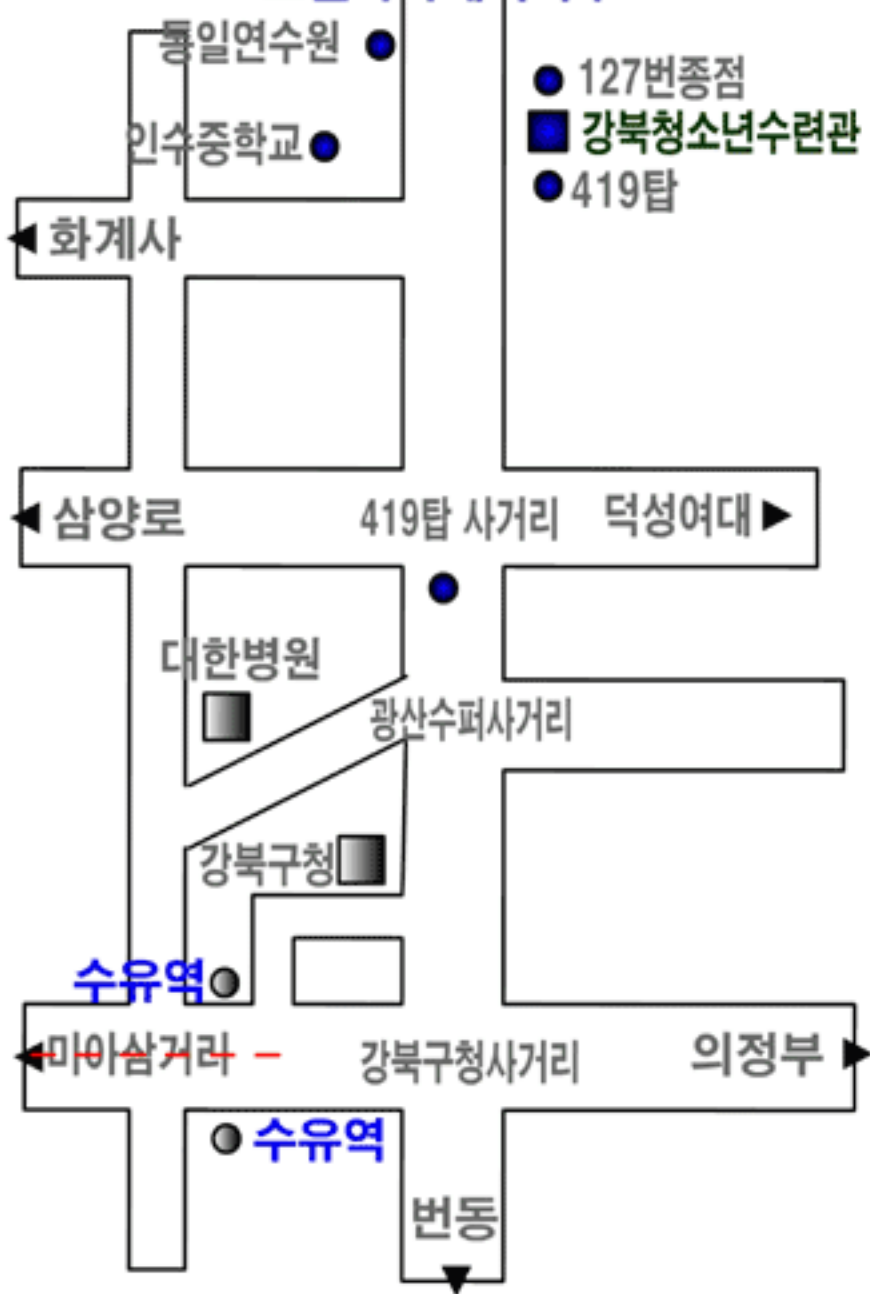 통일연수원
127번종점
강북청소년수련관
인수중학교
419탑
화계사
삼양로
419탑 사거리
덕성여대
대한병원
광산수퍼사거리
강북구청
수유역
미아삼거리
강북구청사거리
의정부
수유역
번동